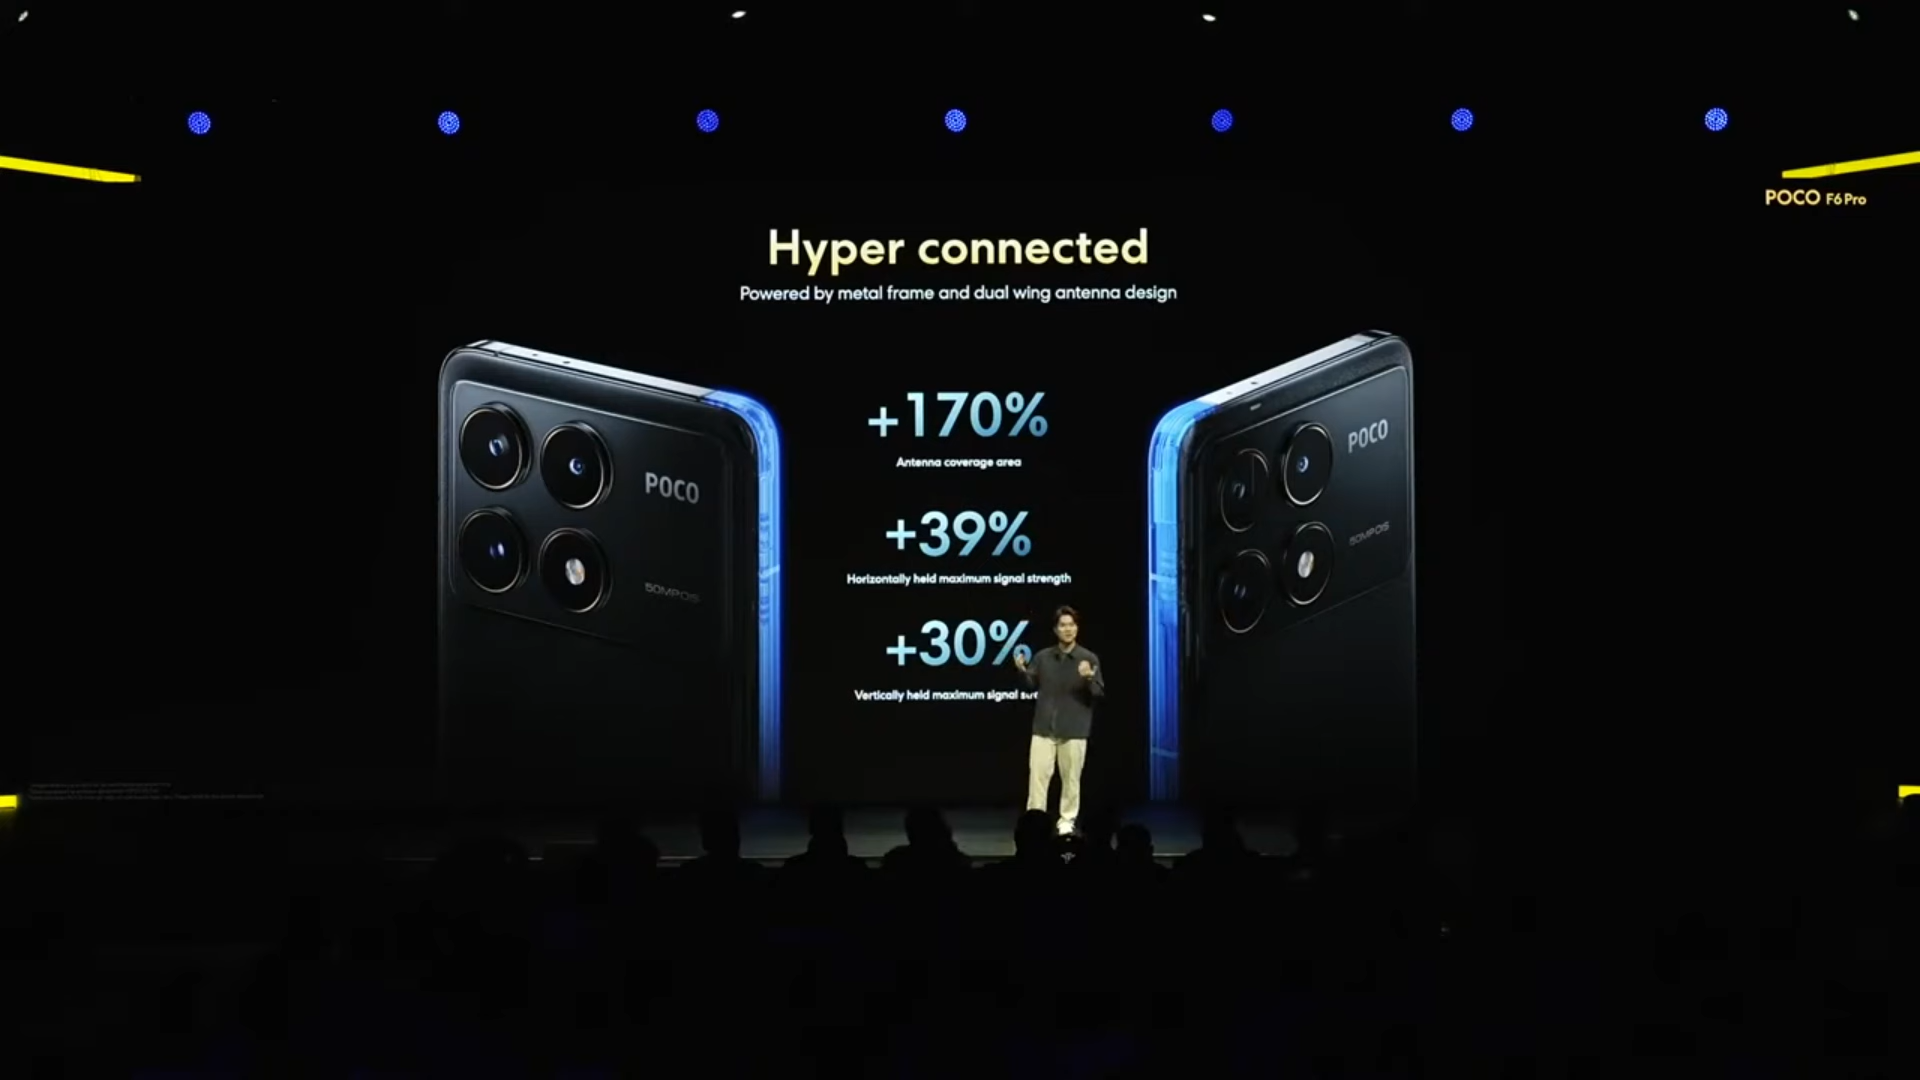 POCO F6 Pro
Hyper connected
Powered by metal frame and dual wing antenna design
+170%
Antenna coverage area
+39%
Horizontally held maximum signal strength
+30%
Vertically held maximum signal
POCO
50MP OIS
POCO
50MP OIS